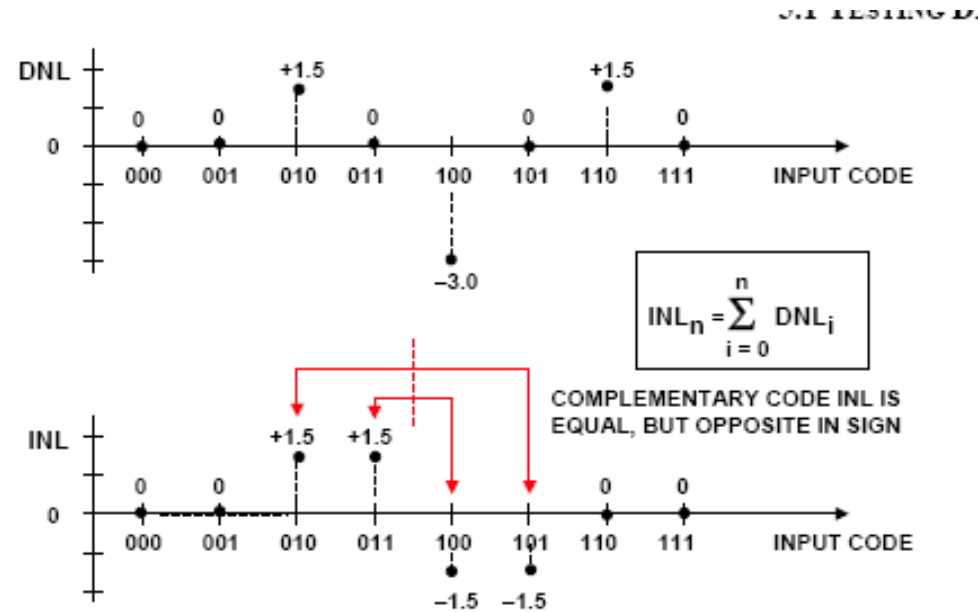 DNL
+1.5 +1.5
0 0 0 0 0
0
000 001 010 011 100 101 110 111 INPUT CODE
–3.0
n
INLn = Σ DNLi
i = 0
COMPLEMENTARY CODE INL IS
EQUAL, BUT OPPOSITE IN SIGN
INL
+1.5 +1.5
0 0 0 0
0
000 001 010 011 100 101 110 111 INPUT CODE
–1.5 –1.5